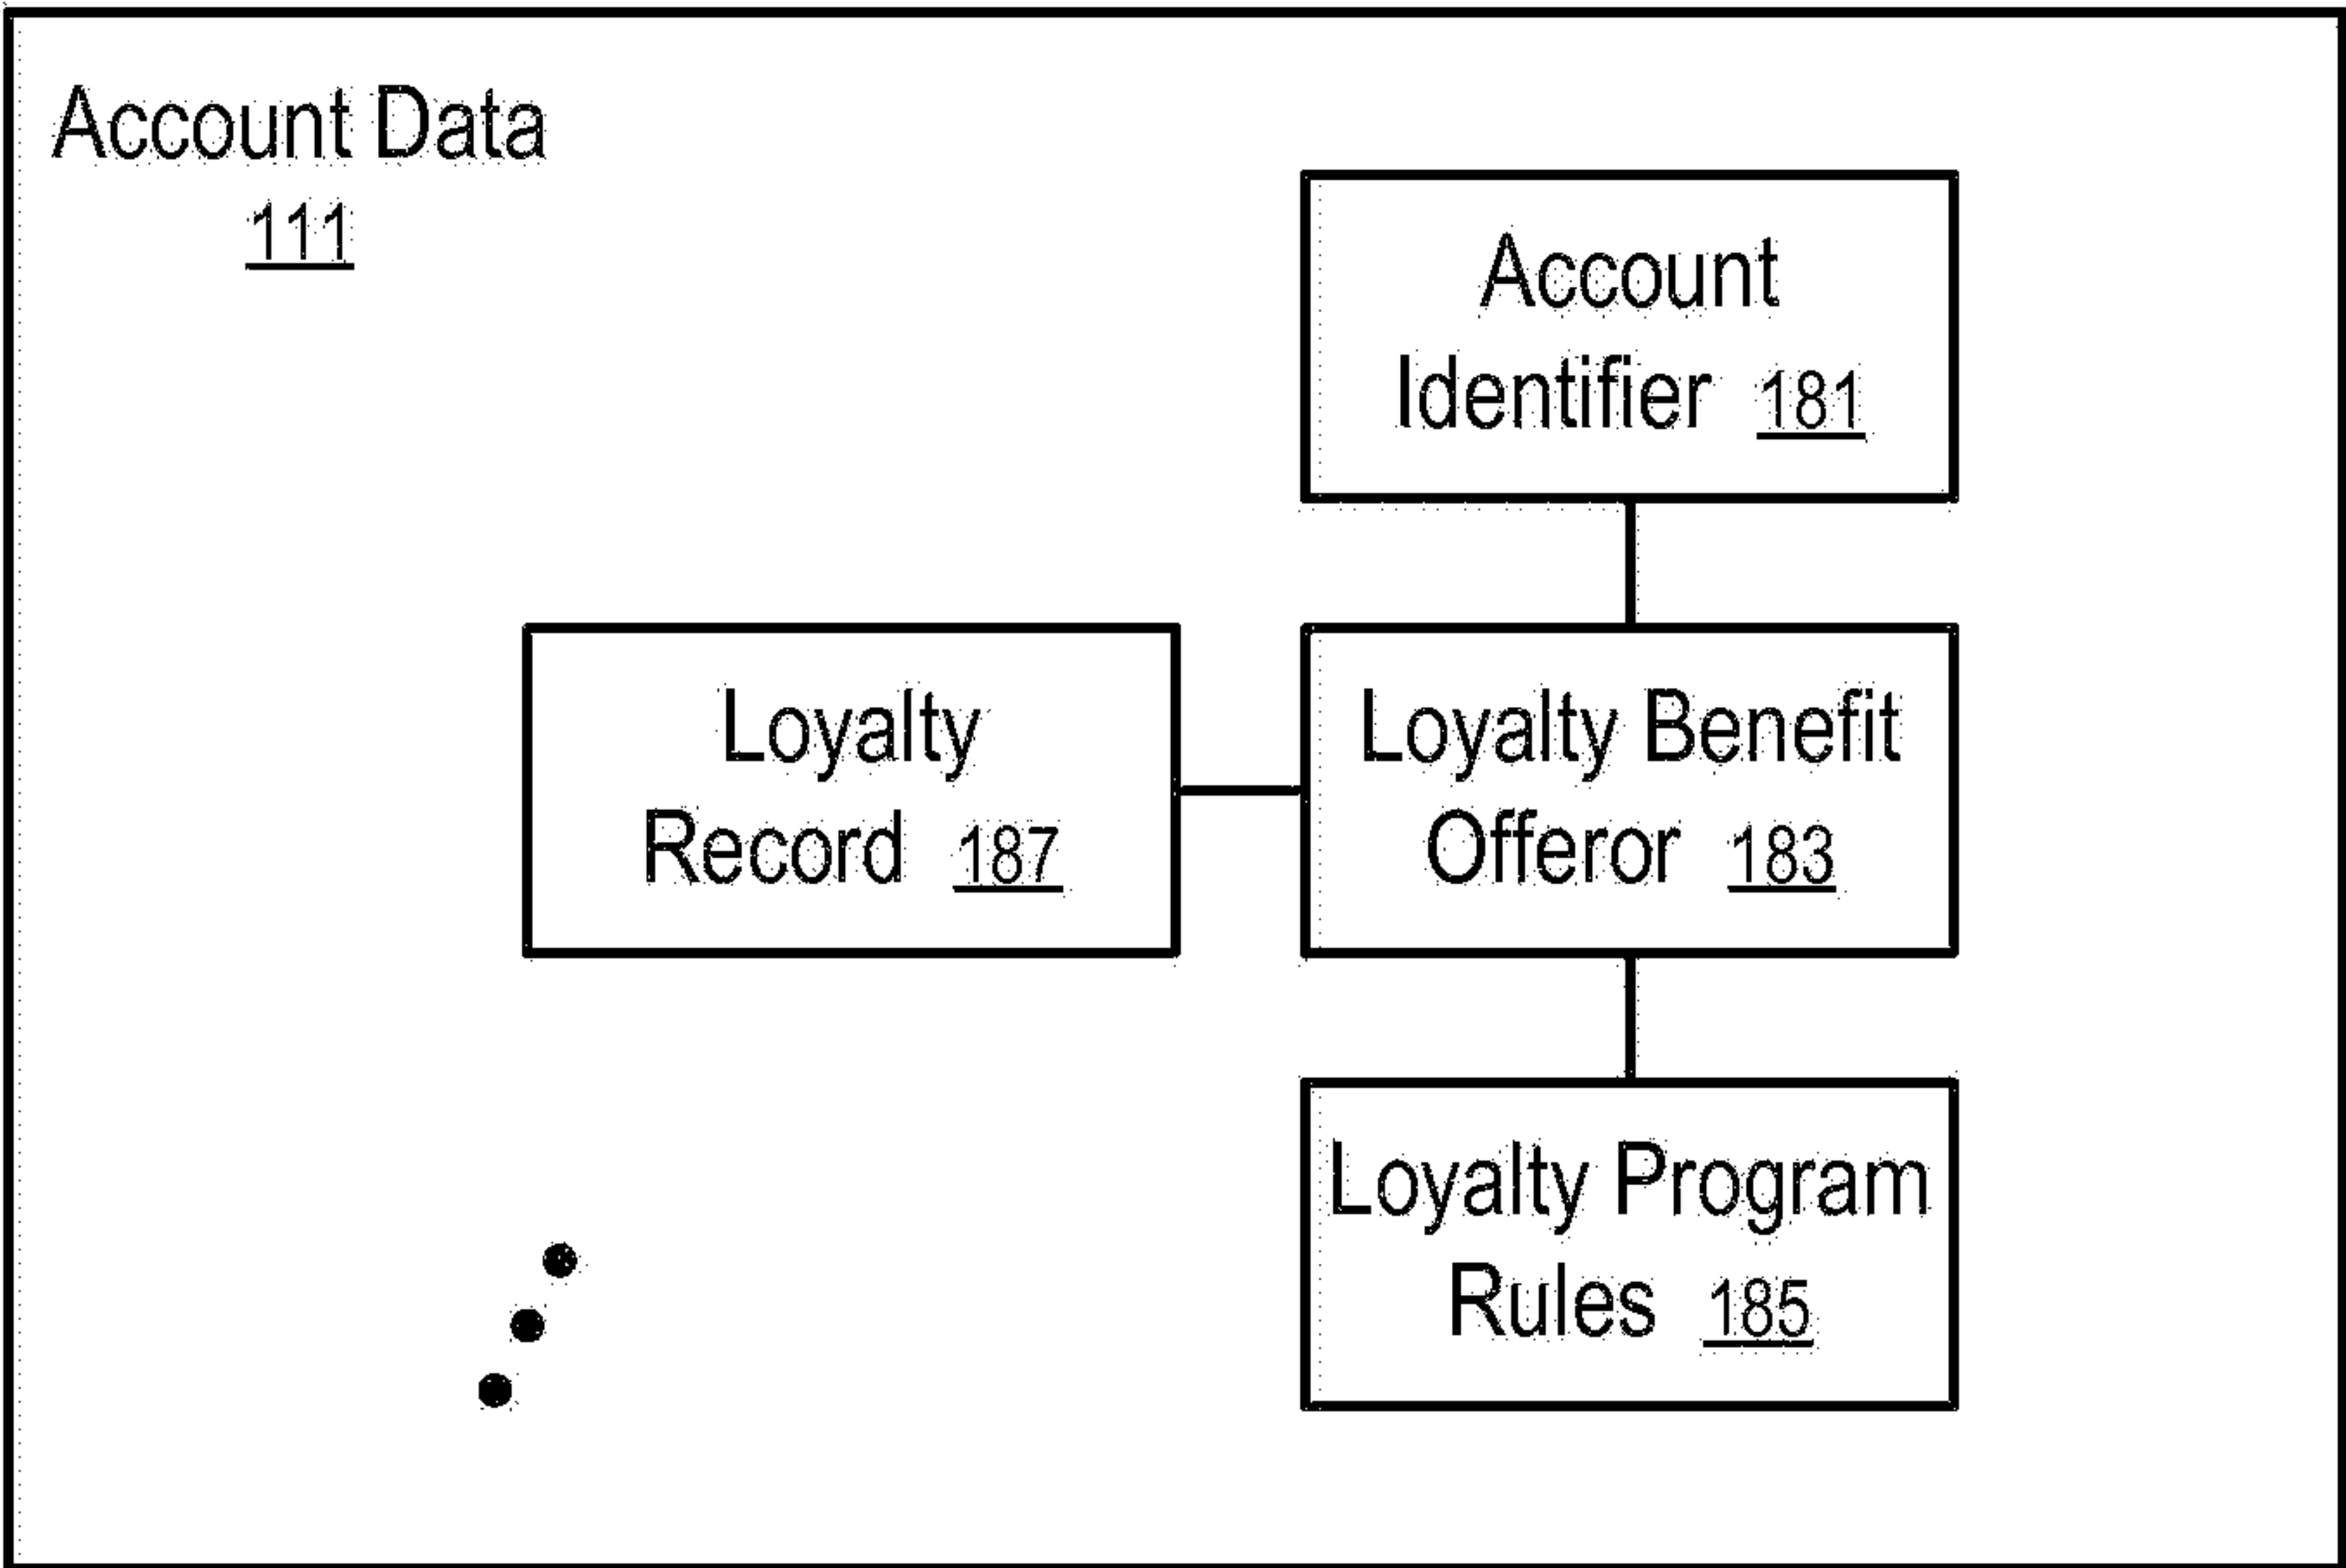 Account Data
111
Account
Identifier 181
Loyalty
Record 187
Loyalty Benefit
Offeror 183
Loyalty Program
Rules 185